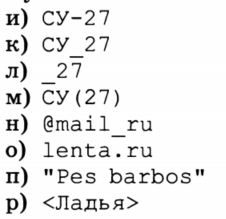 и) СУ-27
к) СУ_27
л) _27
м) СУ(27)
н) @mail_ru
о) lenta.ru
п) "Pes barbos"
р) <Ладья>